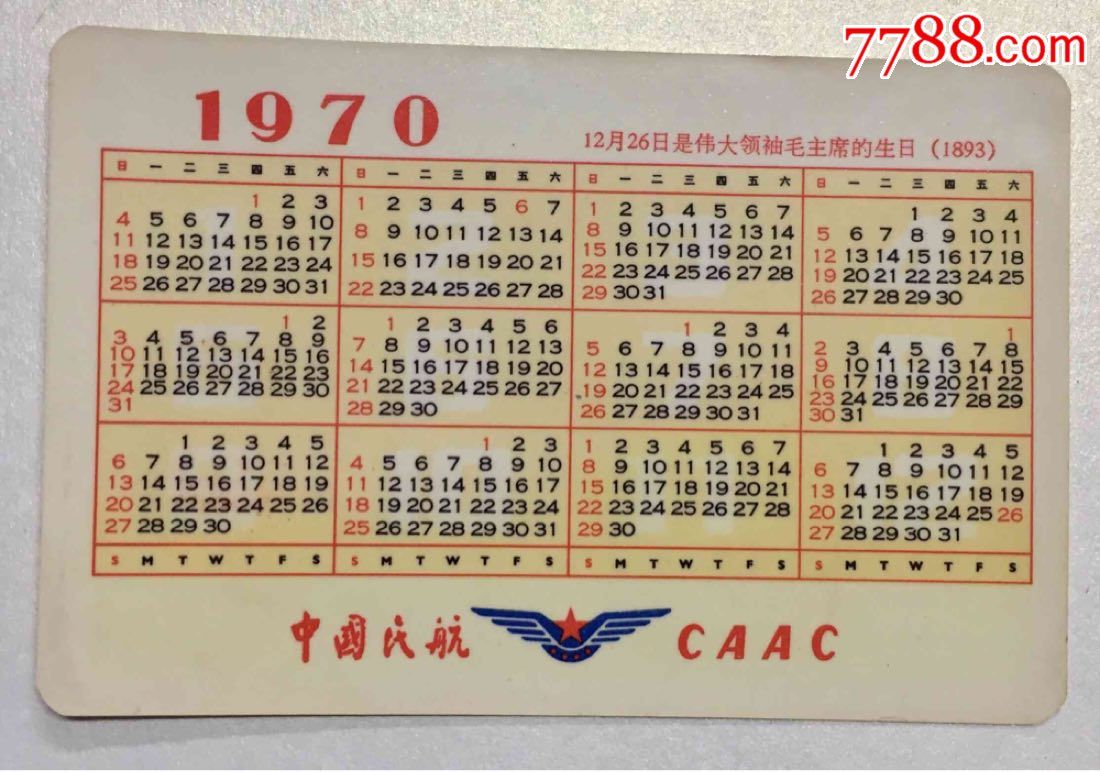 7788.com
1970
12月26日是伟大领袖毛主席的生日（1893）
日 一 二 三 四 五 六 日 一 二 三 四 五 六 日 一 二 三 四 五 六 日 一 二 三 四 五 六
1 2 3 1 2 3 4 5 6 7 1 2 3 4 5 6 7 1 2 3 4
4 5 6 7 8 9 10 8 9 10 11 12 13 14 8 9 10 11 12 13 14 5 6 7 8 9 10 11
11 12 13 14 15 16 17 15 16 17 18 19 20 21 15 16 17 18 19 20 21 12 13 14 15 16 17 18
18 19 20 21 22 23 24 22 23 24 25 26 27 28 22 23 24 25 26 27 28 19 20 21 22 23 24 25
25 26 27 28 29 30 31 29 30 31 26 27 28 29 30
1 2 1 2 3 4 5 6 1 2 3 4 1
3 4 5 6 7 8 9 7 8 9 10 11 12 13 5 6 7 8 9 10 11 2 3 4 5 6 7 8
10 11 12 13 14 15 16 14 15 16 17 18 19 20 12 13 14 15 16 17 18 9 10 11 12 13 14 15
17 18 19 20 21 22 23 21 22 23 24 25 26 27 19 20 21 22 23 24 25 16 17 18 19 20 21 22
24 25 26 27 28 29 30 28 29 30 26 27 28 29 30 31 23 24 25 26 27 28 29
31 30 31
1 2 3 4 5 1 2 3 1 2 3 4 5 6 7 1 2 3 4 5
6 7 8 9 10 11 12 4 5 6 7 8 9 10 8 9 10 11 12 13 14 6 7 8 9 10 11 12
13 14 15 16 17 18 19 11 12 13 14 15 16 17 15 16 17 18 19 20 21 13 14 15 16 17 18 19
20 21 22 23 24 25 26 18 19 20 21 22 23 24 22 23 24 25 26 27 28 20 21 22 23 24 25 26
27 28 29 30 25 26 27 28 29 30 31 29 30 27 28 29 30 31
S M T W T F S S M T W T F S S M T W T F S S M T W T F S
中國民航 CAAC